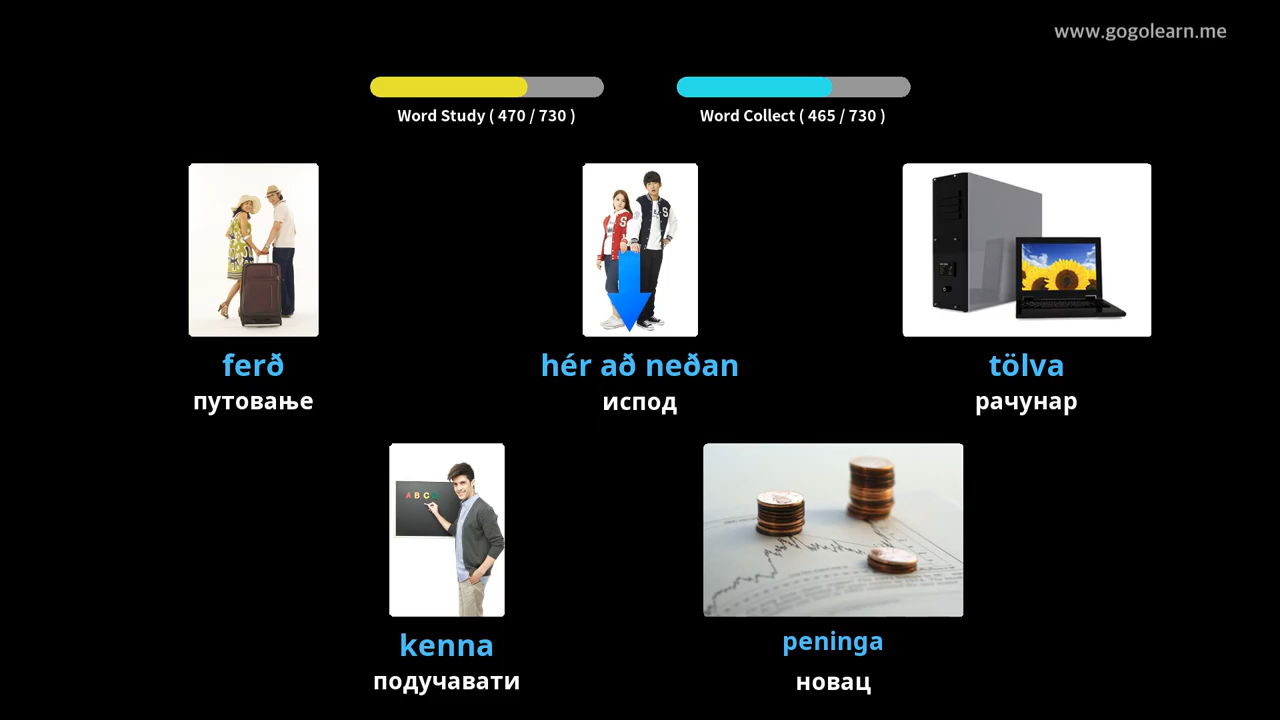 www.gogolearn.me
Word Study ( 470 / 730 )
Word Collect ( 465 / 730 )
ferð
путовање
hér að neðan
испод
tölva
рачунар
kenna
подучавати
peninga
новац